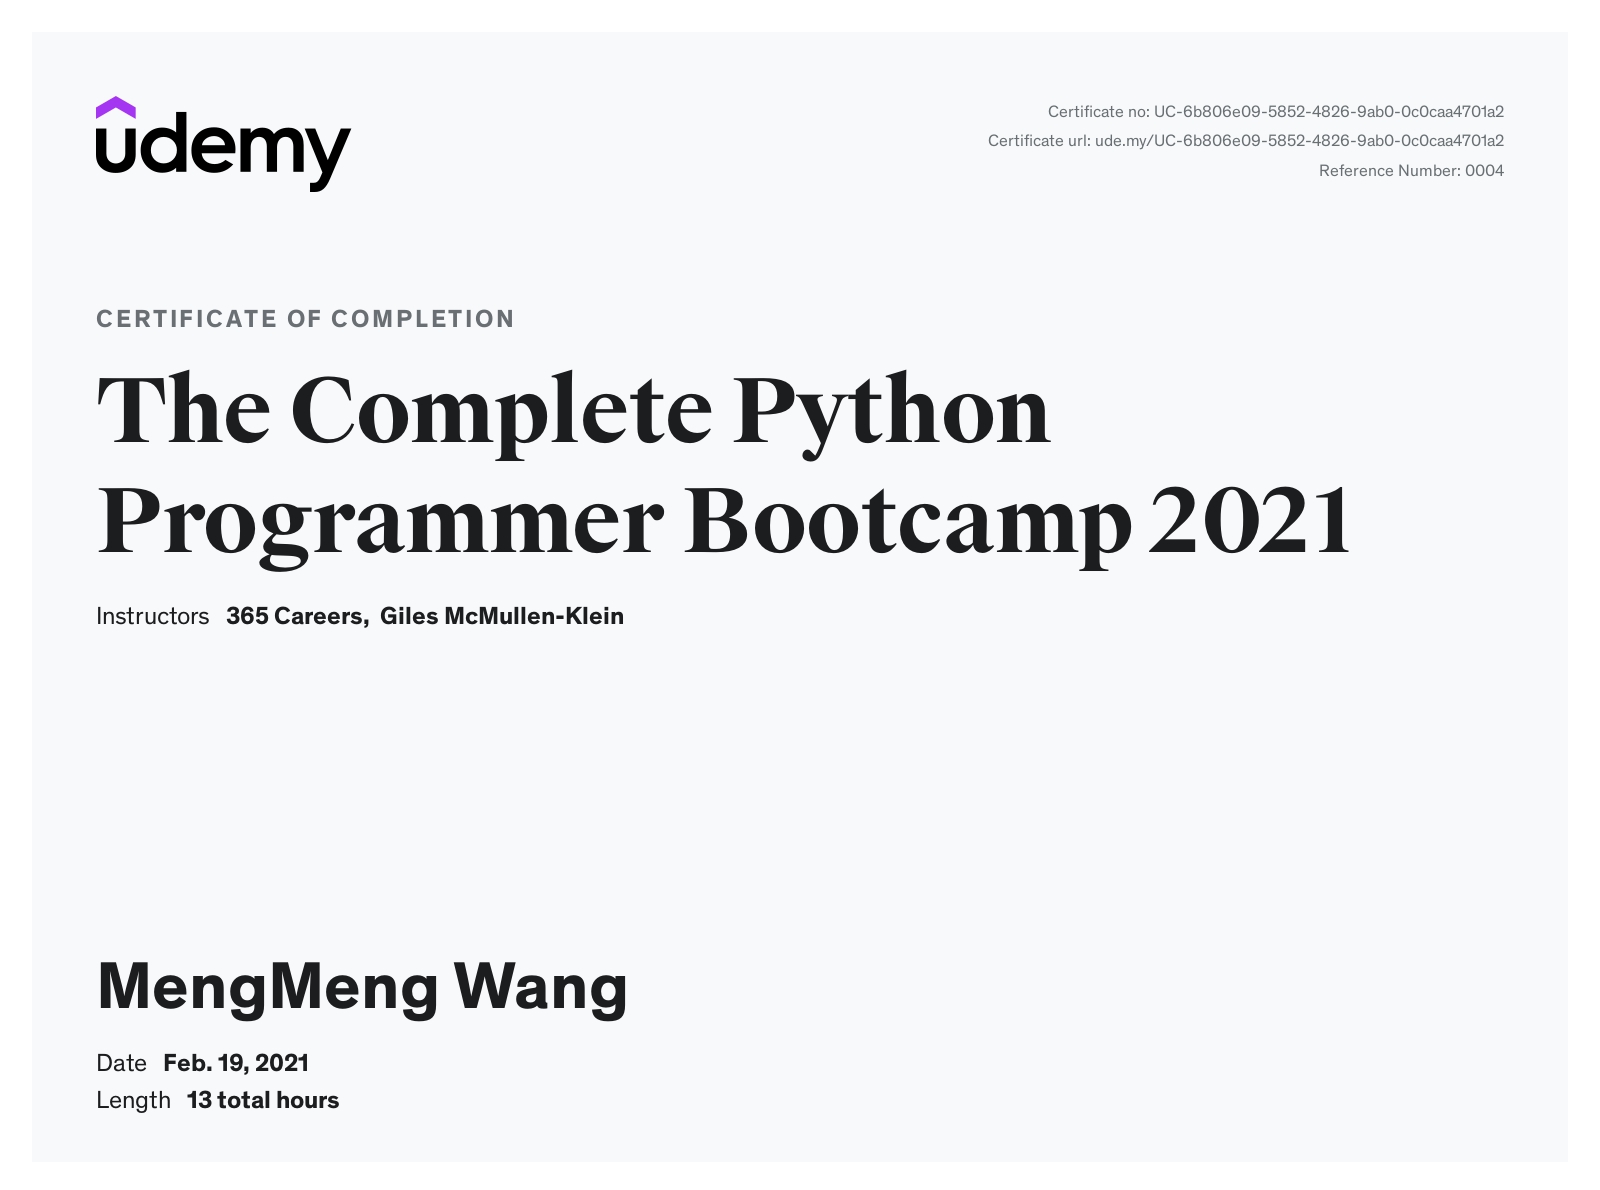 udemy
Certificate no: UC-6b806e09-5852-4826-9ab0-0c0caa4701a2
Certificate url: ude.my/UC-6b806e09-5852-4826-9ab0-0c0caa4701a2
Reference Number: 0004
CERTIFICATE OF COMPLETION
The Complete Python
Programmer Bootcamp 2021
Instructors 365 Careers, Giles McMullen-Klein
MengMeng Wang
Date Feb. 19, 2021
Length 13 total hours